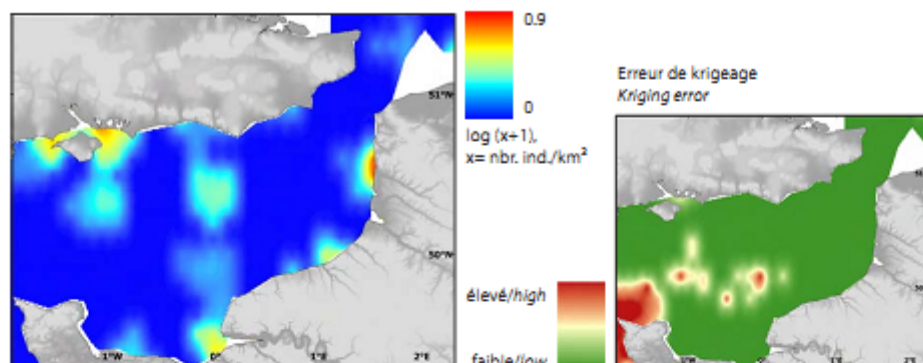 0.9
0
log (x+1),
x= nbr. ind./km²
Erreur de krigeage
Kriging error
51°N
50°N
1°W
0°
1°E
2°E
élevé/high
faible/low